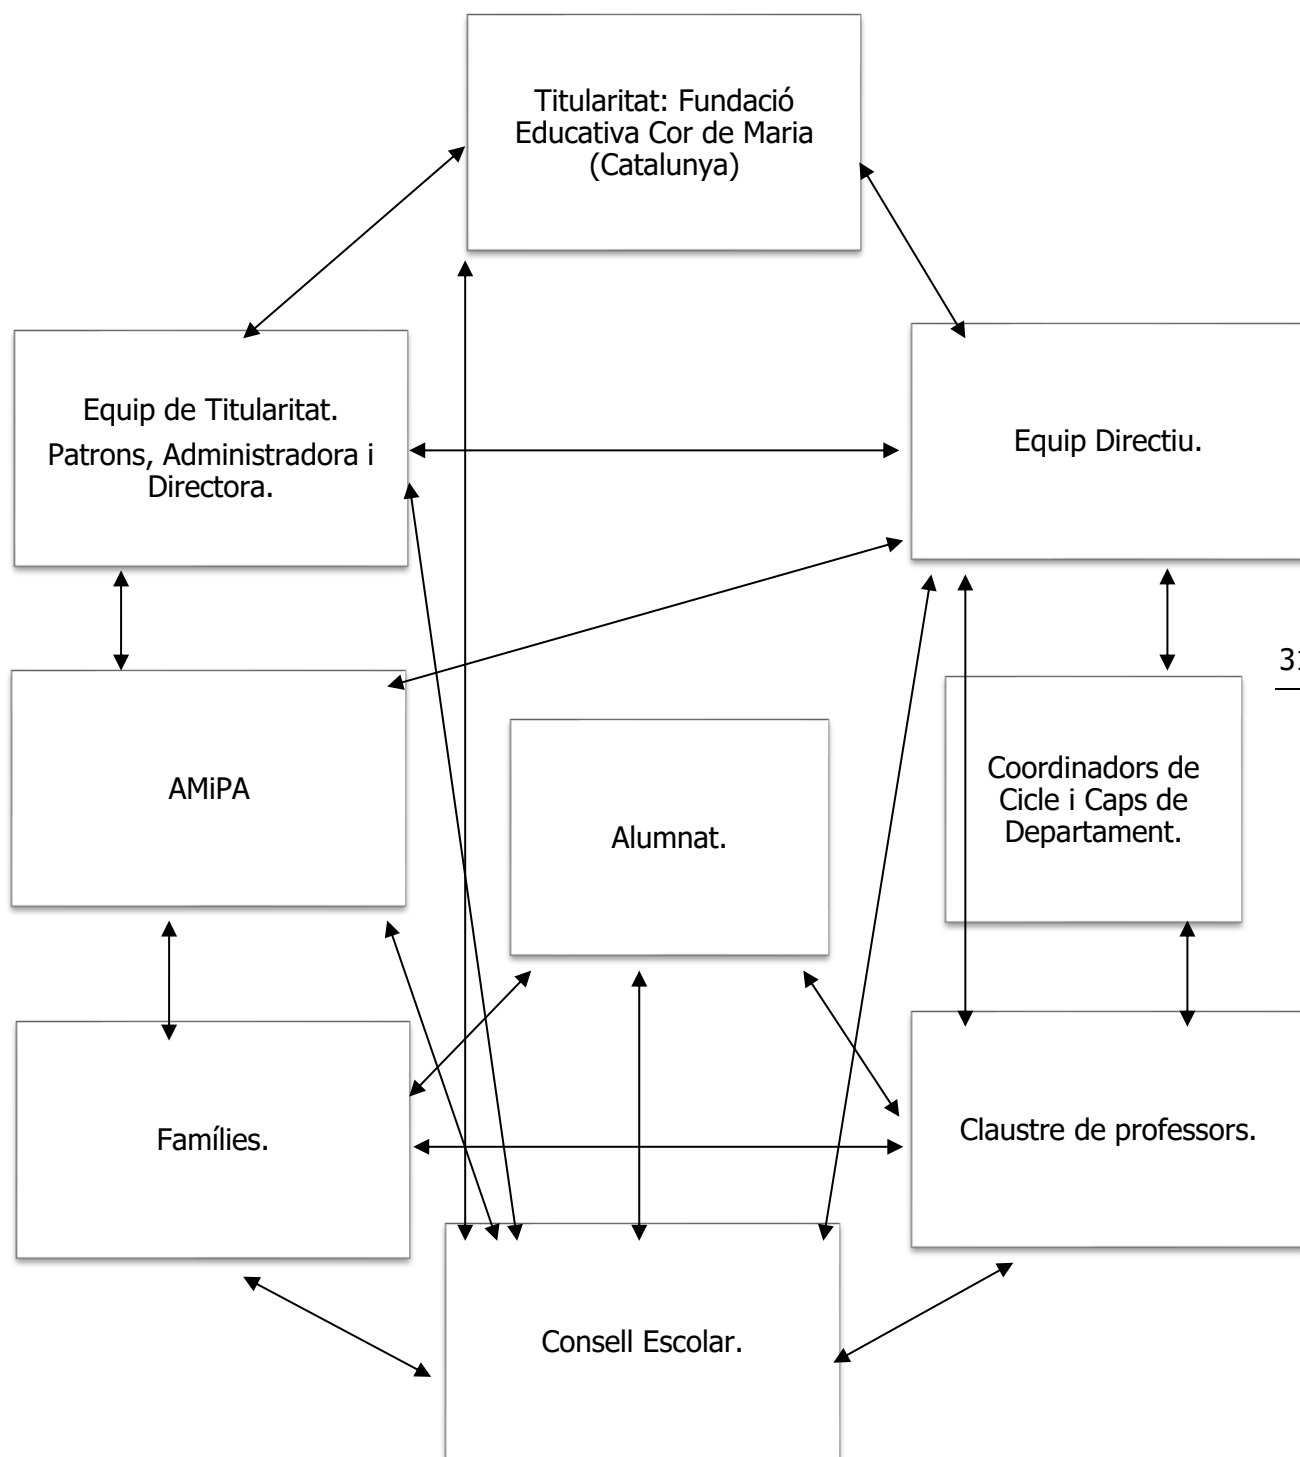 Titularitat: Fundació
Educativa Cor de Maria
(Catalunya)
Equip de Titularitat.
Patrons, Administradora i
Directora.
Equip Directiu.
AMiPA
Alumnat.
Coordinadors de
Cicle i Caps de
Departament.
Famílies.
Claustre de professors.
Consell Escolar.